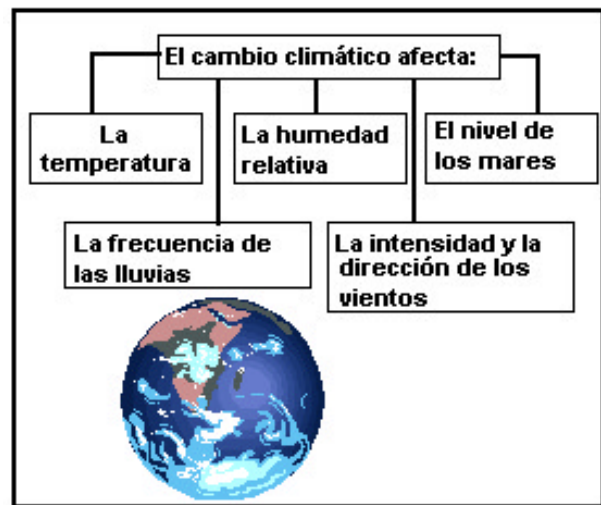 El cambio climático afecta:
La
temperatura
La humedad
relativa
El nivel de
los mares
La frecuencia de
las lluvias
La intensidad y la
dirección de los
vientos